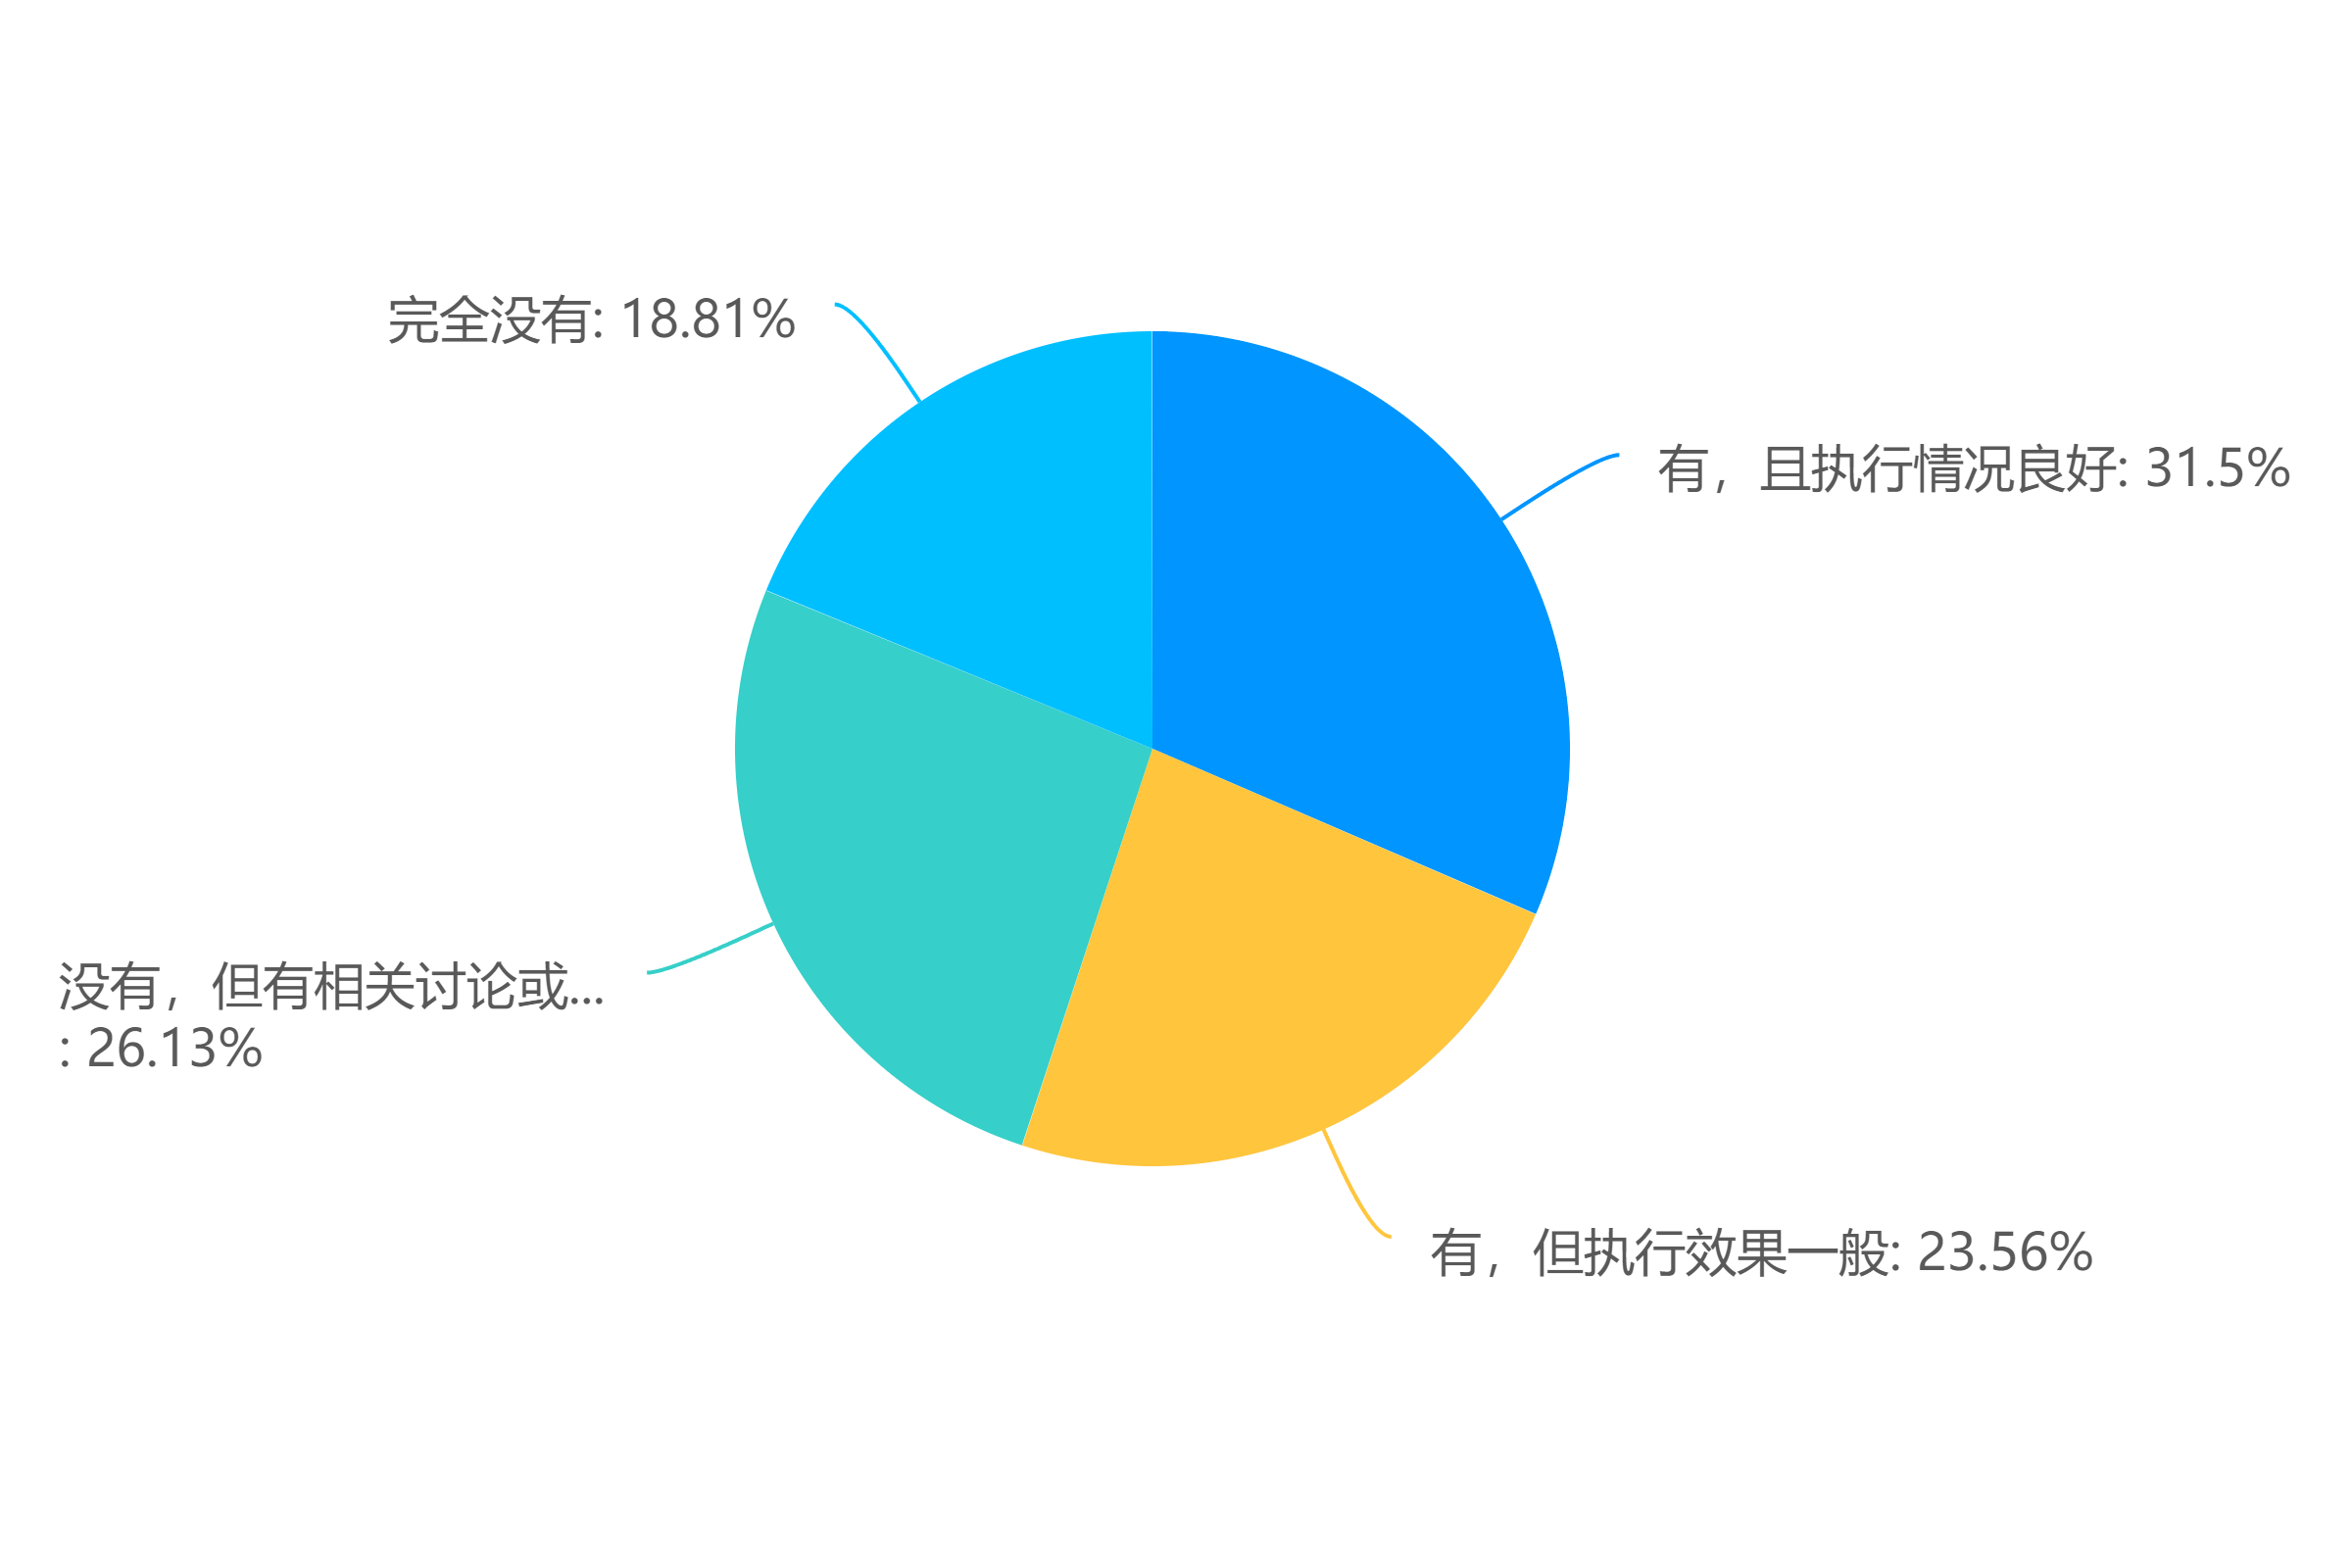 完全没有: 18.81%
有，且执行情况良好: 31.5%
没有，但有相关讨论或...
: 26.13%
有，但执行效果一般: 23.56%